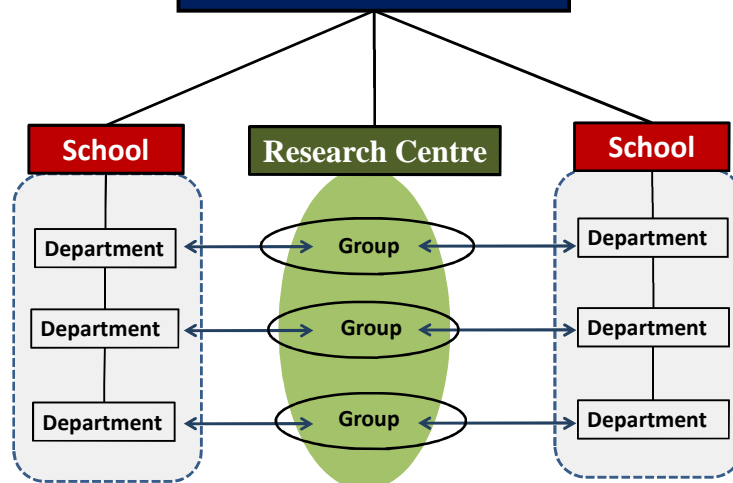 School
Research Centre
School
Department
Group
Department
Department
Group
Department
Department
Group
Department